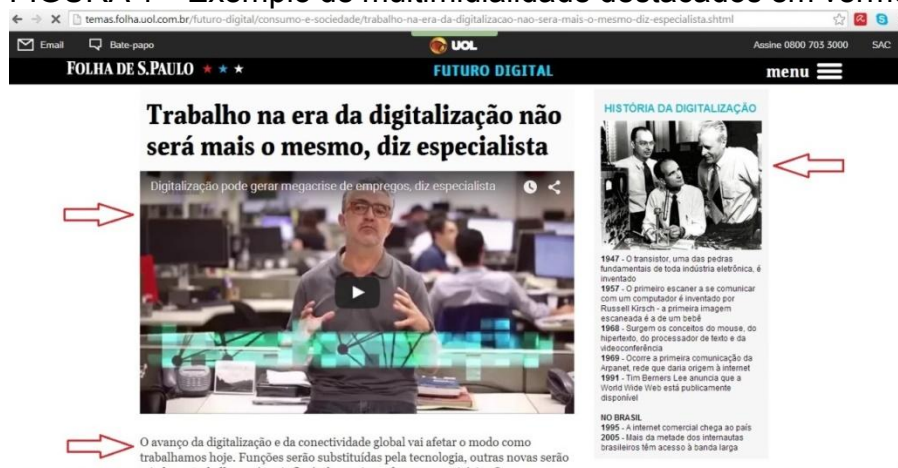 FIGURA 1 - Exemplo de multimidialidade destacados em verme
temas.folha.uol.com.br/futuro-digital/consumo-e-sociedade/trabalho-na-era-da-digitalizacao-nao-sera-mais-o-mesmo-diz-especialista.shtml
Email Bate-papo UOL Assine 0800 703 3000 SAC
FOLHA DE S.PAULO FUTURO DIGITAL menu
Trabalho na era da digitalização não
será mais o mesmo, diz especialista
Digitalização pode gerar megacrise de empregos, diz especialista
O avanço da digitalização e da conectividade global vai afetar o modo como
trabalhamos hoje. Funções serão substituídas pela tecnologia, outras novas serão
HISTÓRIA DA DIGITALIZAÇÃO
1947 - O transistor, uma das pedras
fundamentais de toda indústria eletrônica, é
inventado
1957 - O primeiro escaner a se comunicar
com um computador é inventado por
Russell Kirsch - a primeira imagem
escaneada é a de um bebê
1968 - Surgem os conceitos do mouse, do
hipertexto, do processador de texto e da
videoconferência
1969 - Ocorre a primeira comunicação da
Arpanet, rede que daria origem à internet
1991 - Tim Berners Lee anuncia que a
World Wide Web está publicamente
disponível
NO BRASIL
1995 - A internet comercial chega ao país
2005 - Mais da metade dos internautas
brasileiros têm acesso à banda larga